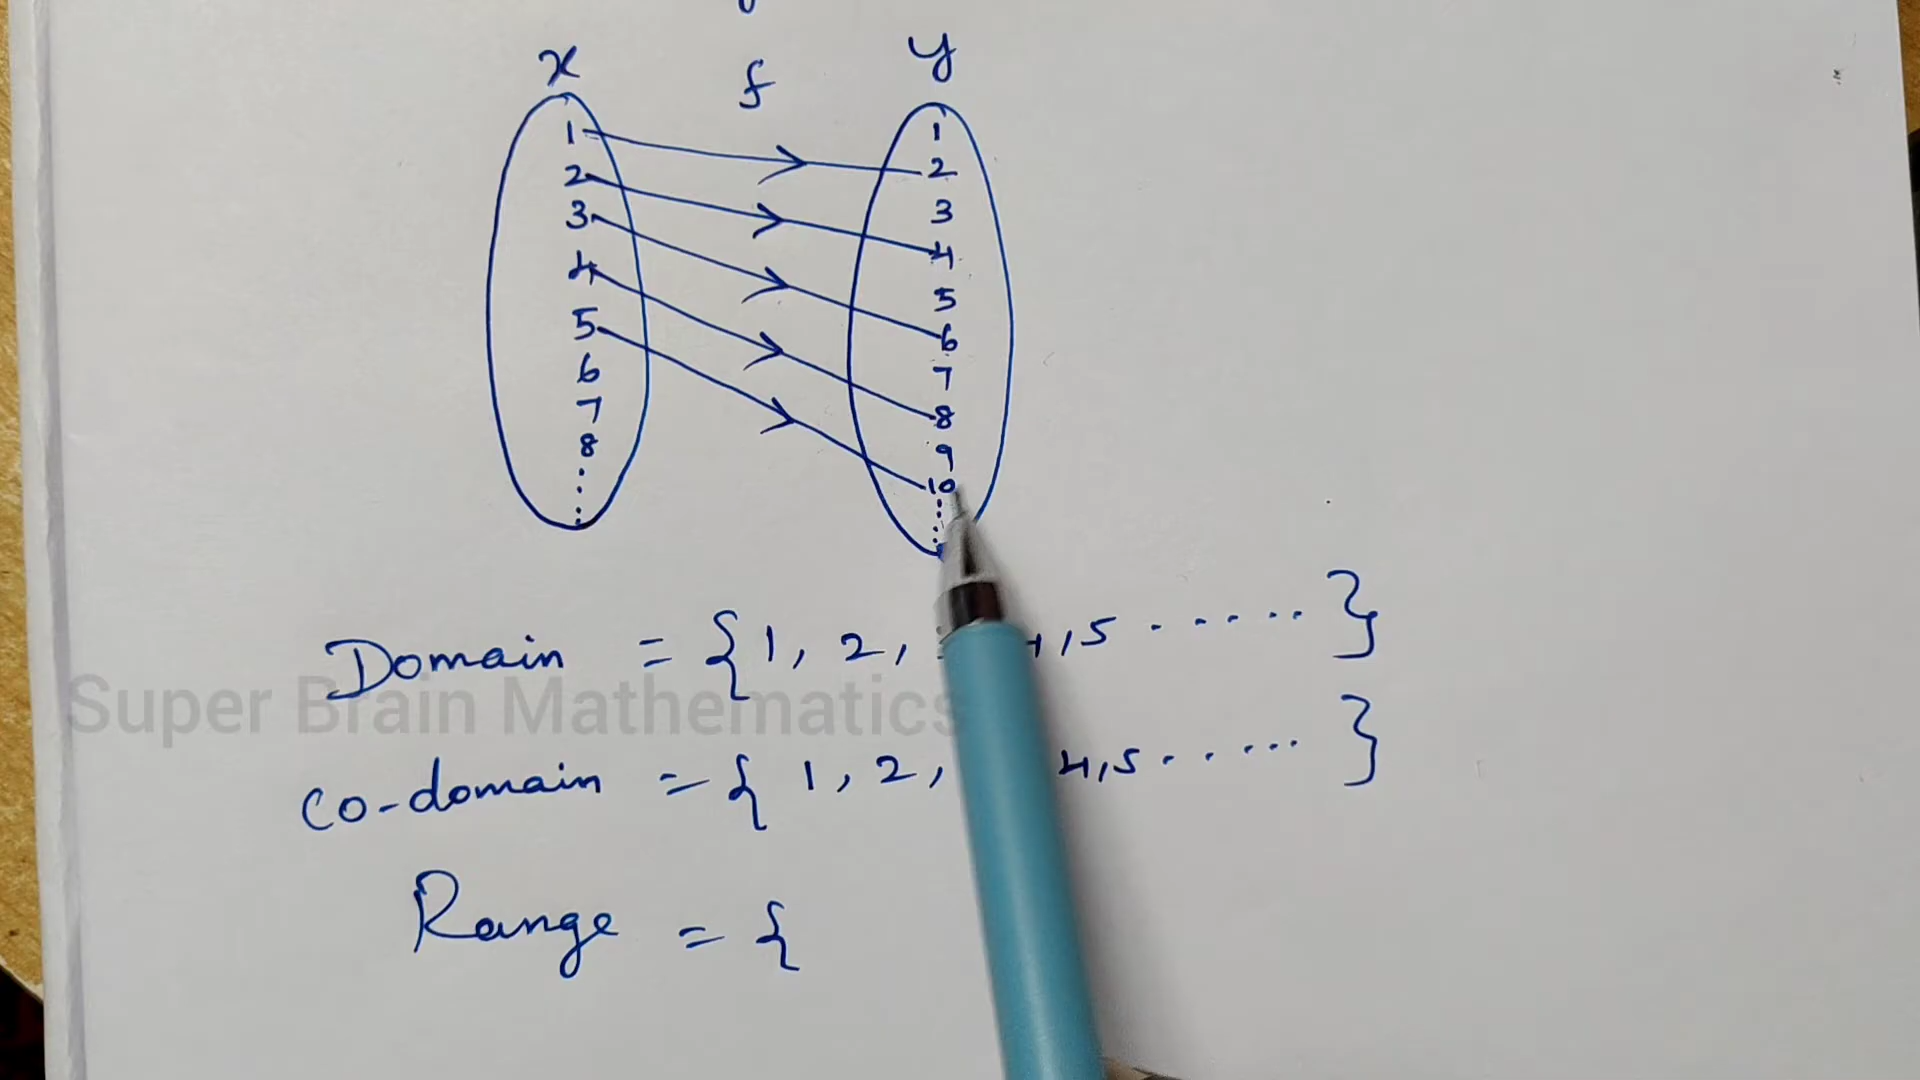 x f y
1 1
2 2
3 3
4 4
5 5
6 6
7 7
8 8
9
10
Domain = {1, 2, 4, 5 ...... }
Super Brain Mathematics
co-domain = { 1, 2, 4, 5 ...... }
Range = {